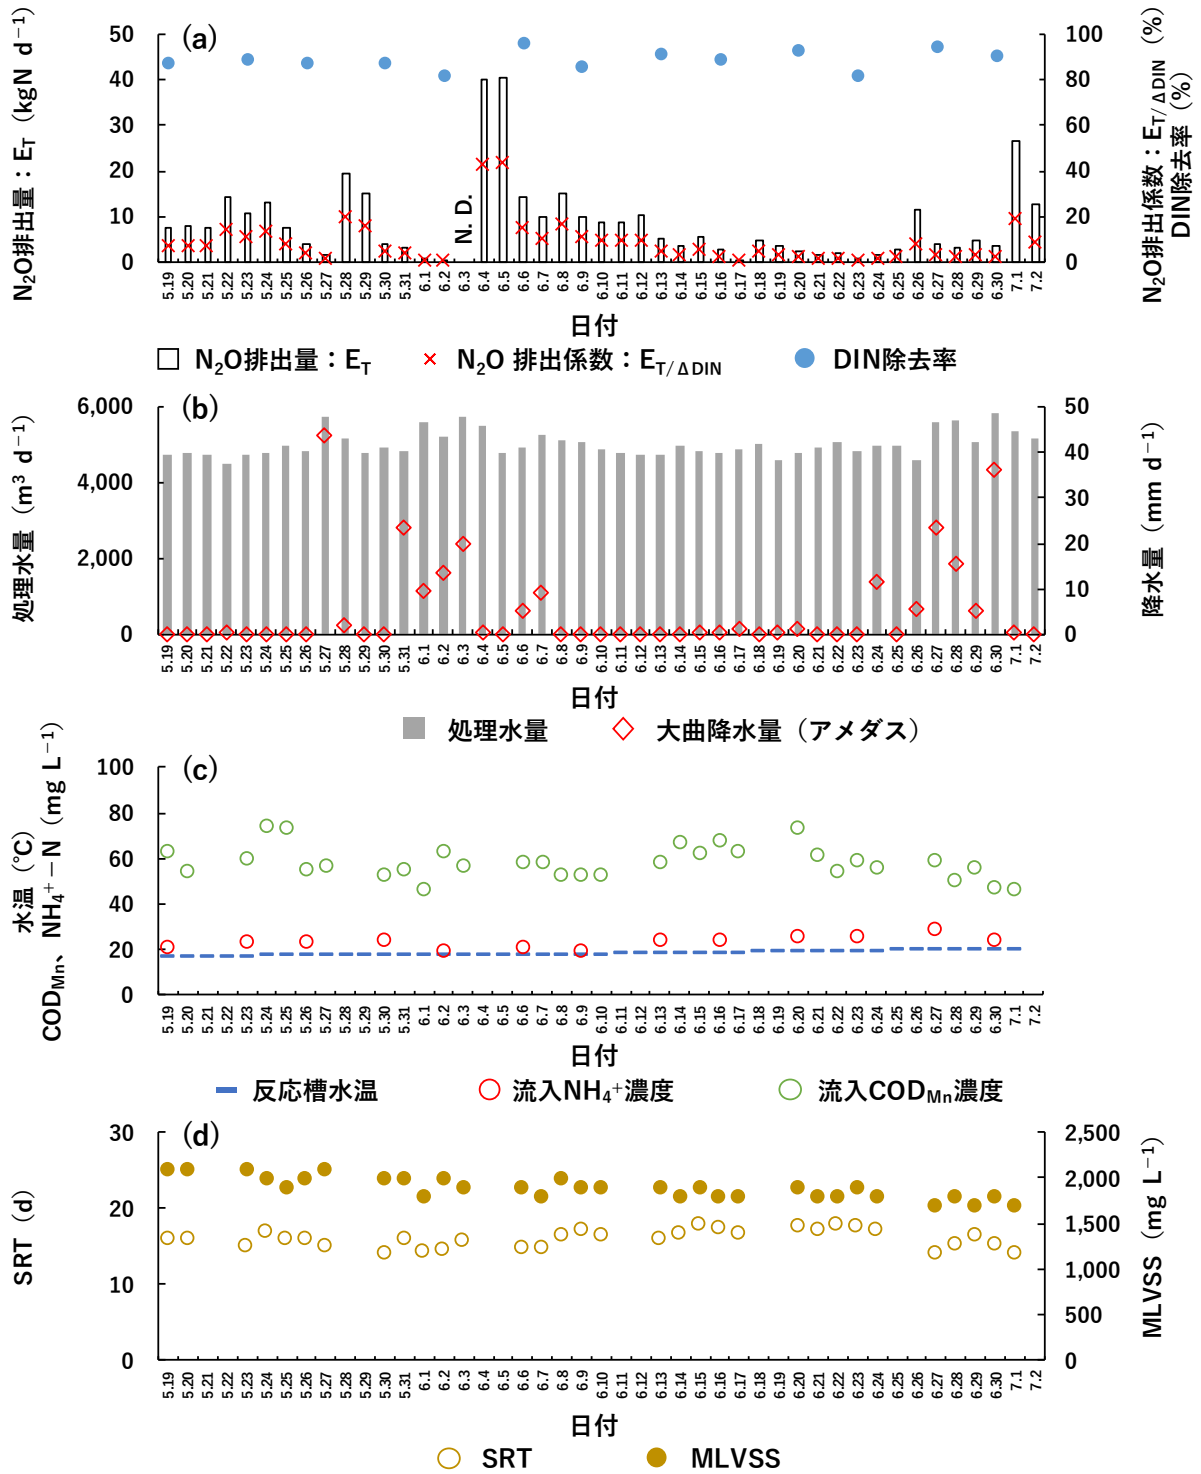 (a)
N₂O排出量：E_T（kgN d⁻¹）
50
40
30
20
10
0
N₂O排出係数：E_T/ΔDIN（%）
DIN除去率（%）
100
80
60
40
20
0
N. D.
5.19 5.20 5.21 5.22 5.23 5.24 5.25 5.26 5.27 5.28 5.29 5.30 5.31 6.1 6.2 6.3 6.4 6.5 6.6 6.7 6.8 6.9 6.10 6.11 6.12 6.13 6.14 6.15 6.16 6.17 6.18 6.19 6.20 6.21 6.22 6.23 6.24 6.25 6.26 6.27 6.28 6.29 6.30 7.1 7.2
日付
N₂O排出量：E_T N₂O 排出係数：E_T/ΔDIN DIN除去率
(b)
処理水量（m³ d⁻¹）
6,000
4,000
2,000
0
降水量（mm d⁻¹）
50
40
30
20
10
0
5.19 5.20 5.21 5.22 5.23 5.24 5.25 5.26 5.27 5.28 5.29 5.30 5.31 6.1 6.2 6.3 6.4 6.5 6.6 6.7 6.8 6.9 6.10 6.11 6.12 6.13 6.14 6.15 6.16 6.17 6.18 6.19 6.20 6.21 6.22 6.23 6.24 6.25 6.26 6.27 6.28 6.29 6.30 7.1 7.2
日付
処理水量 大曲降水量（アメダス）
(c)
水温（℃）
COD_Mn、NH₄⁺－N（mg L⁻¹）
100
80
60
40
20
0
5.19 5.20 5.21 5.22 5.23 5.24 5.25 5.26 5.27 5.28 5.29 5.30 5.31 6.1 6.2 6.3 6.4 6.5 6.6 6.7 6.8 6.9 6.10 6.11 6.12 6.13 6.14 6.15 6.16 6.17 6.18 6.19 6.20 6.21 6.22 6.23 6.24 6.25 6.26 6.27 6.28 6.29 6.30 7.1 7.2
日付
反応槽水温 流入NH₄⁺濃度 流入COD_Mn濃度
(d)
SRT（d）
30
20
10
0
MLVSS（mg L⁻¹）
2,500
2,000
1,500
1,000
500
0
5.19 5.20 5.21 5.22 5.23 5.24 5.25 5.26 5.27 5.28 5.29 5.30 5.31 6.1 6.2 6.3 6.4 6.5 6.6 6.7 6.8 6.9 6.10 6.11 6.12 6.13 6.14 6.15 6.16 6.17 6.18 6.19 6.20 6.21 6.22 6.23 6.24 6.25 6.26 6.27 6.28 6.29 6.30 7.1 7.2
日付
SRT MLVSS